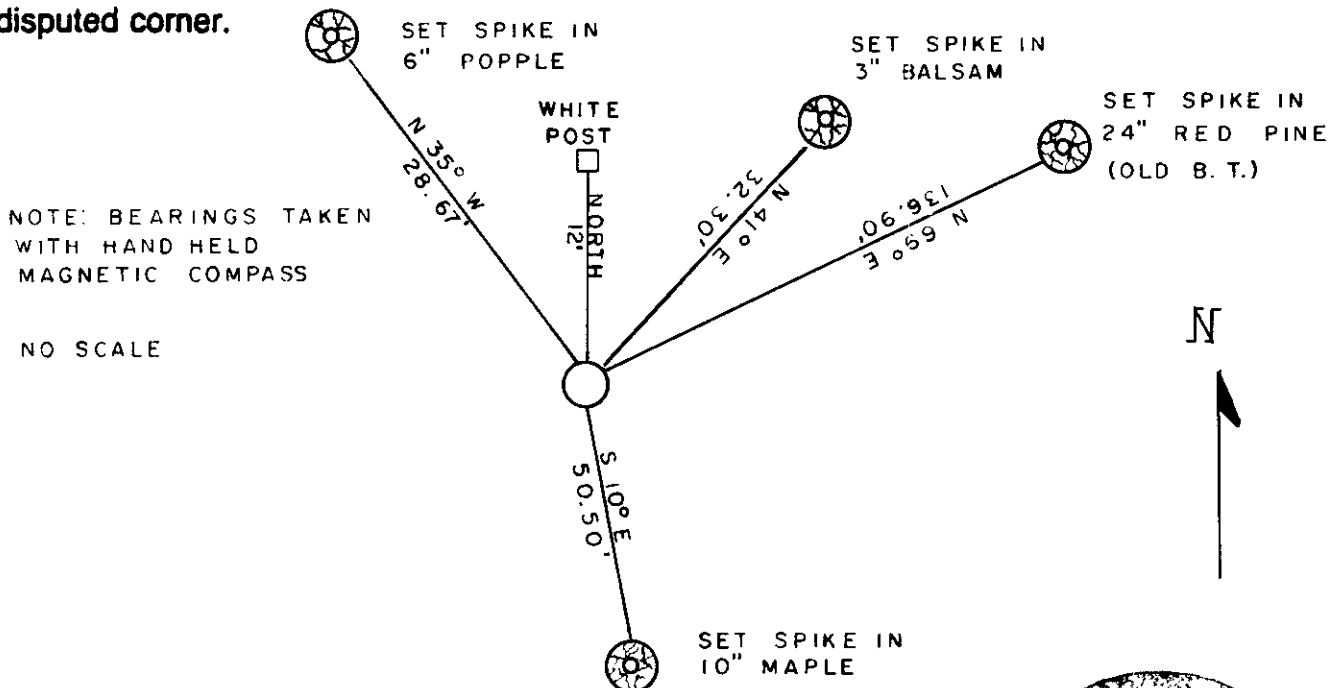 disputed corner.
SET SPIKE IN
6" POPPLE
SET SPIKE IN
3" BALSAM
WHITE
POST
SET SPIKE IN
24" RED PINE
(OLD B. T.)
N 35° W
28.67'
NORTH
12'
N 41° E
32.30'
N 69° E
136.90'
NOTE: BEARINGS TAKEN
WITH HAND HELD
MAGNETIC COMPASS
NO SCALE
N
S 10° E
50.50'
SET SPIKE IN
10" MAPLE